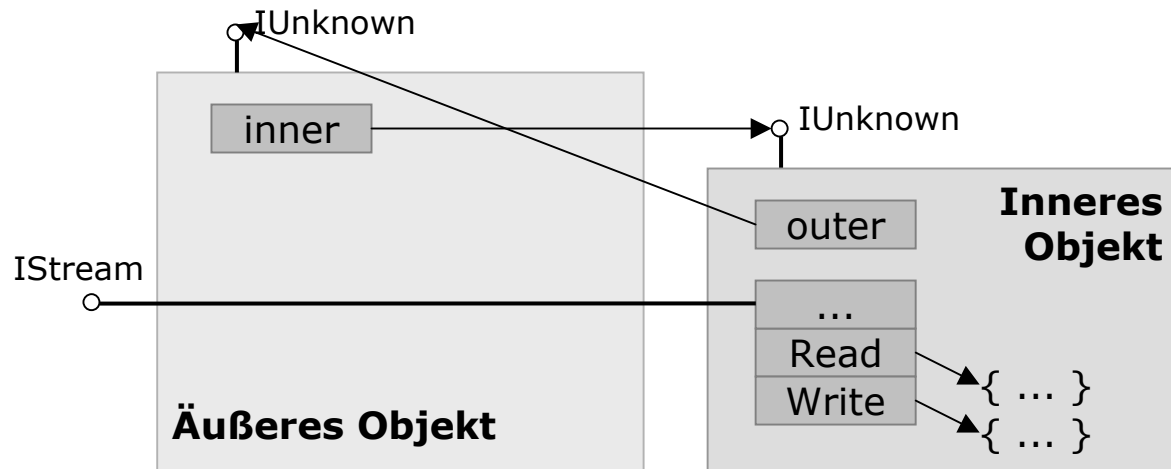 IUnknown
inner
IUnknown
outer
Inneres
Objekt
IStream
...
Read
Write
{ ... }
{ ... }
Äußeres Objekt